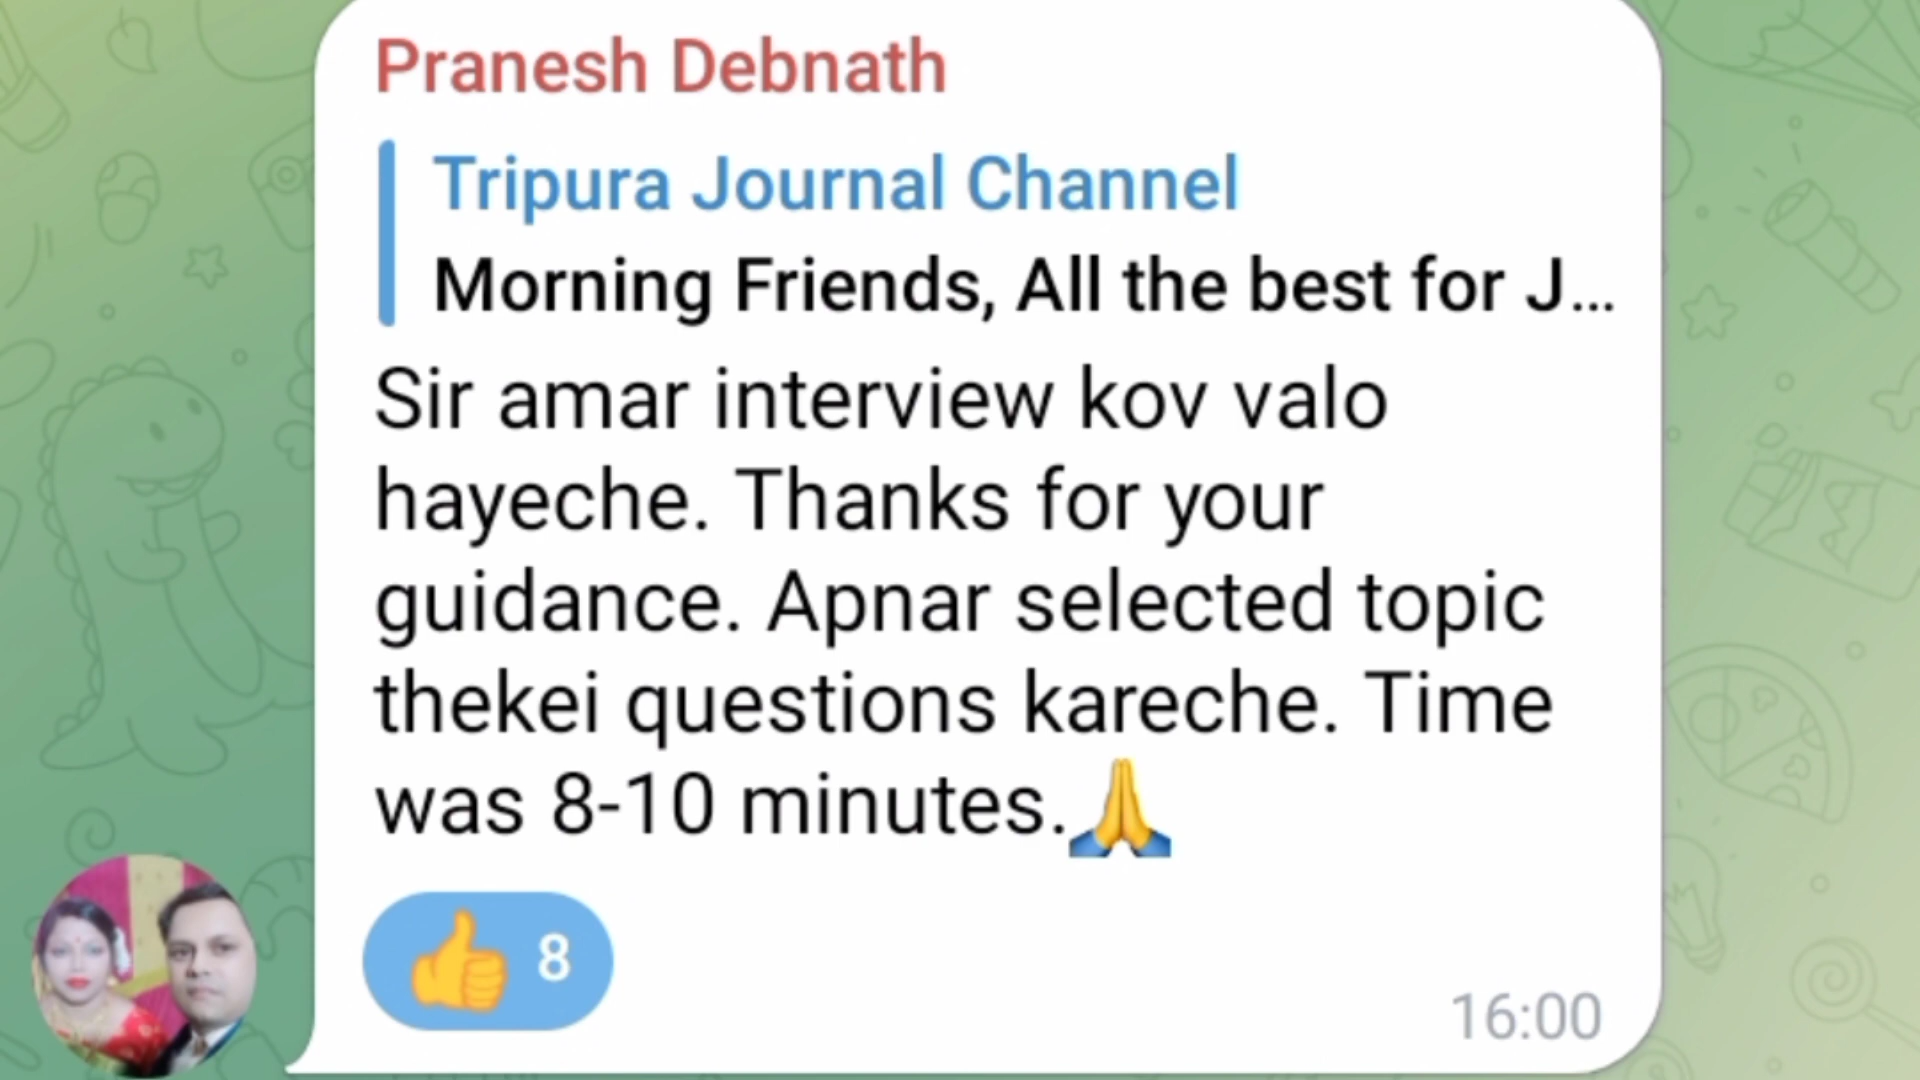 Pranesh Debnath
Tripura Journal Channel
Morning Friends, All the best for J...
Sir amar interview kov valo
hayeche. Thanks for your
guidance. Apnar selected topic
thekei questions kareche. Time
was 8-10 minutes.🙏
👍 8
16:00